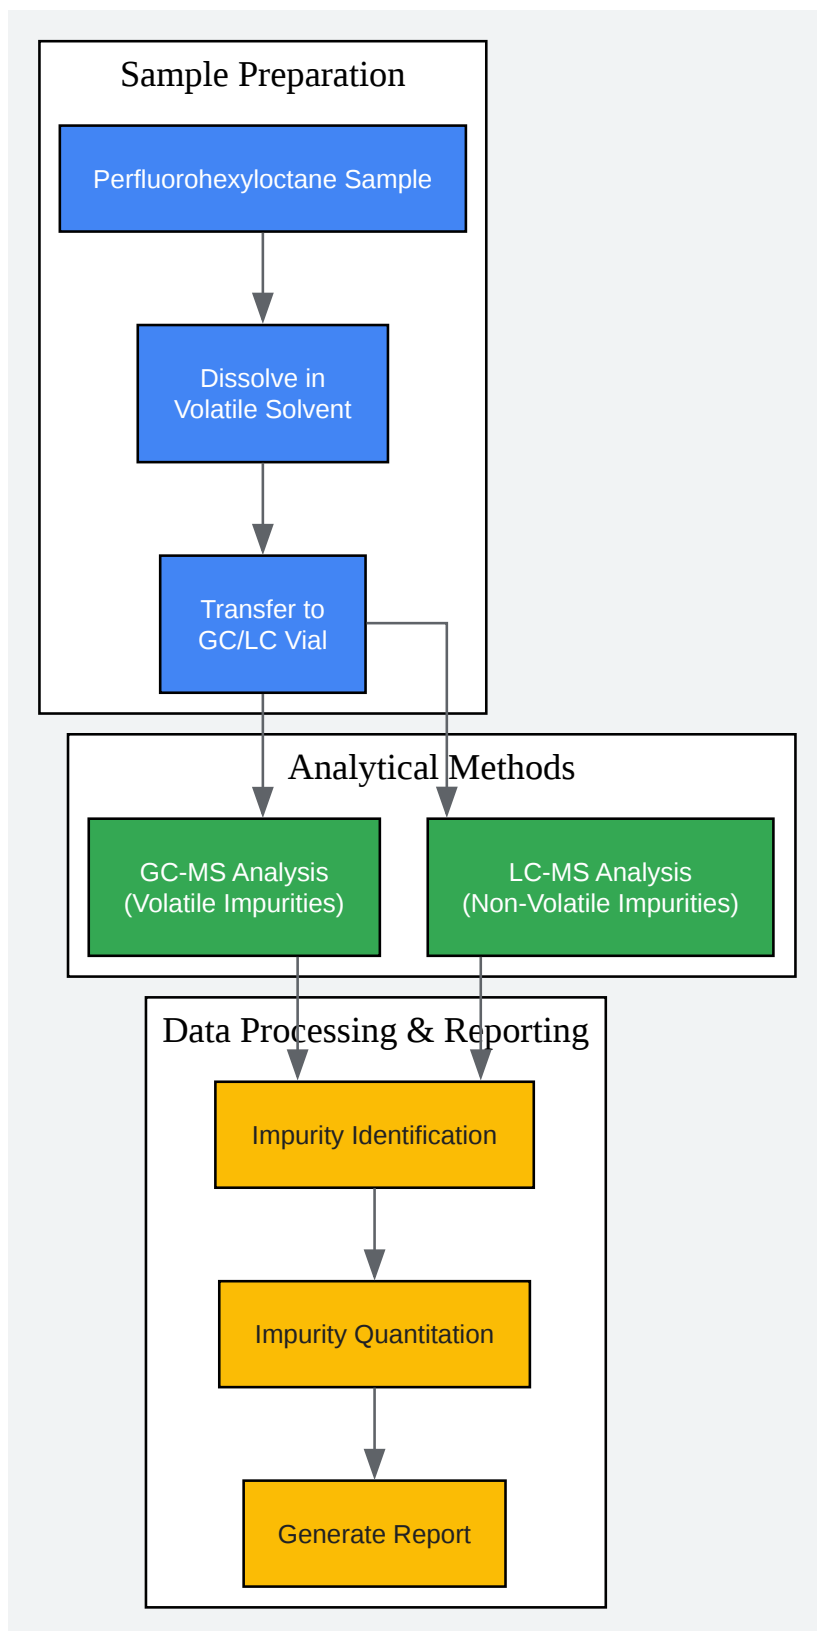 Sample Preparation
Perfluorohexyloctane Sample
Dissolve in
Volatile Solvent
Transfer to
GC/LC Vial
Analytical Methods
GC-MS Analysis
(Volatile Impurities)
LC-MS Analysis
(Non-Volatile Impurities)
Data Processing & Reporting
Impurity Identification
Impurity Quantitation
Generate Report